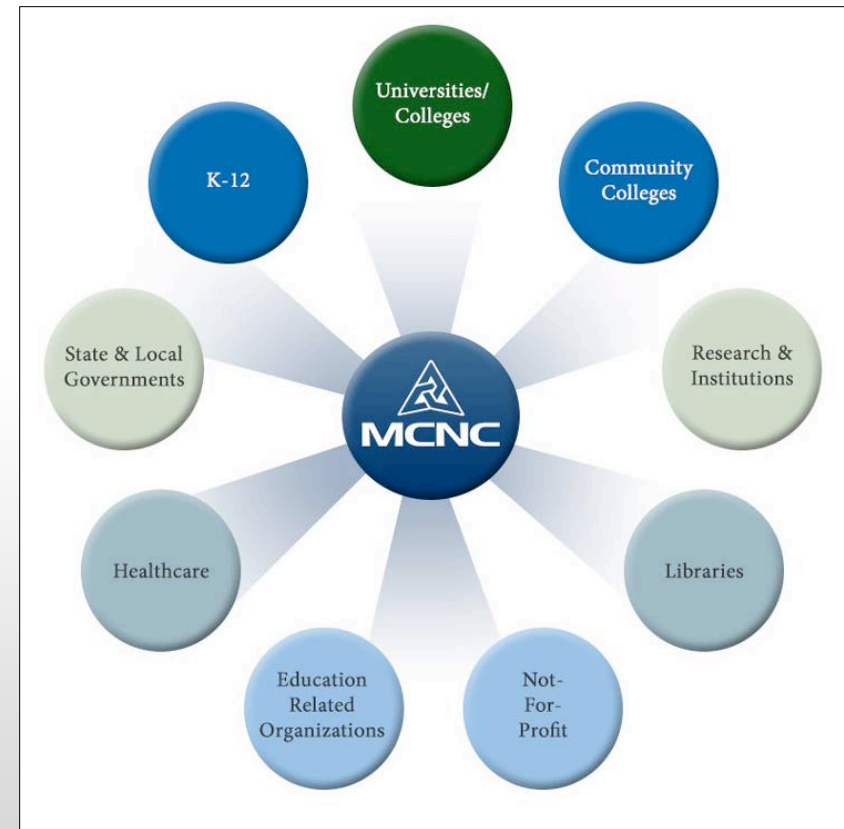 Universities/
Colleges
K-12
Community
Colleges
State & Local
Governments
Research &
Institutions
MCNC
Healthcare
Libraries
Education
Related
Organizations
Not-
For-
Profit